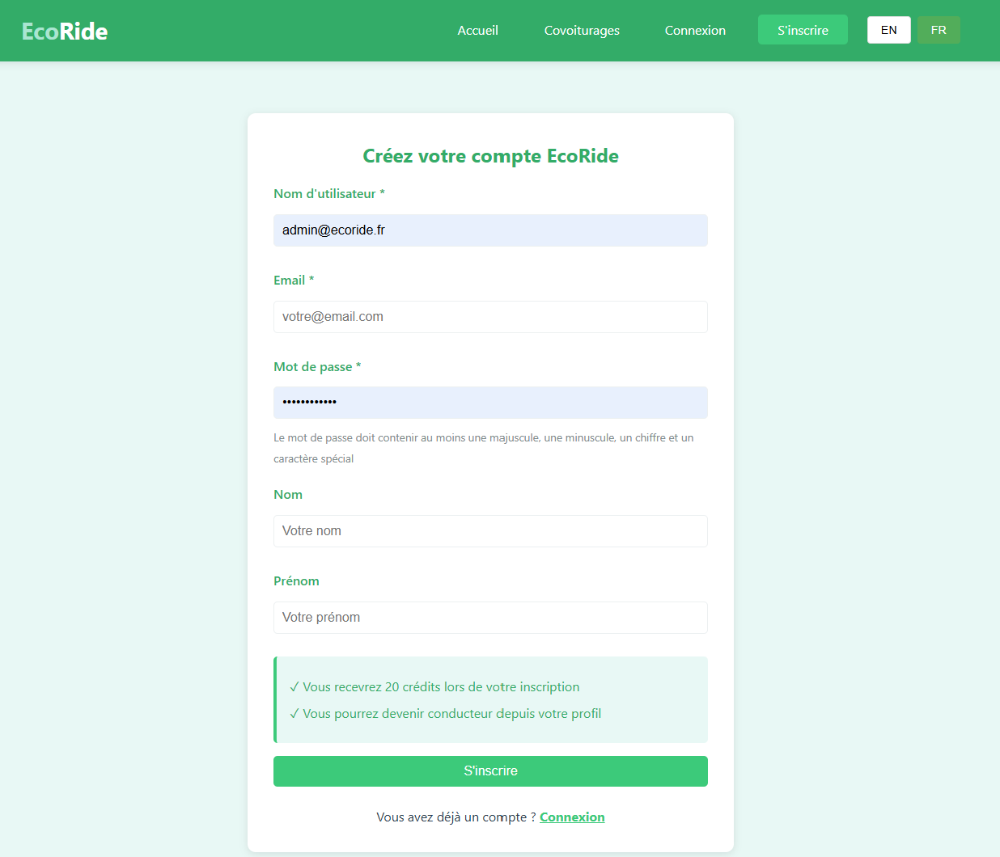 EcoRide
Accueil
Covoiturages
Connexion
S'inscrire
EN
FR
Créez votre compte EcoRide
Nom d'utilisateur *
admin@ecoride.fr
Email *
votre@email.com
Mot de passe *
••••••••••••
Le mot de passe doit contenir au moins une majuscule, une minuscule, un chiffre et un
caractère spécial
Nom
Votre nom
Prénom
Votre prénom
✓ Vous recevrez 20 crédits lors de votre inscription
✓ Vous pourrez devenir conducteur depuis votre profil
S'inscrire
Vous avez déjà un compte ? Connexion